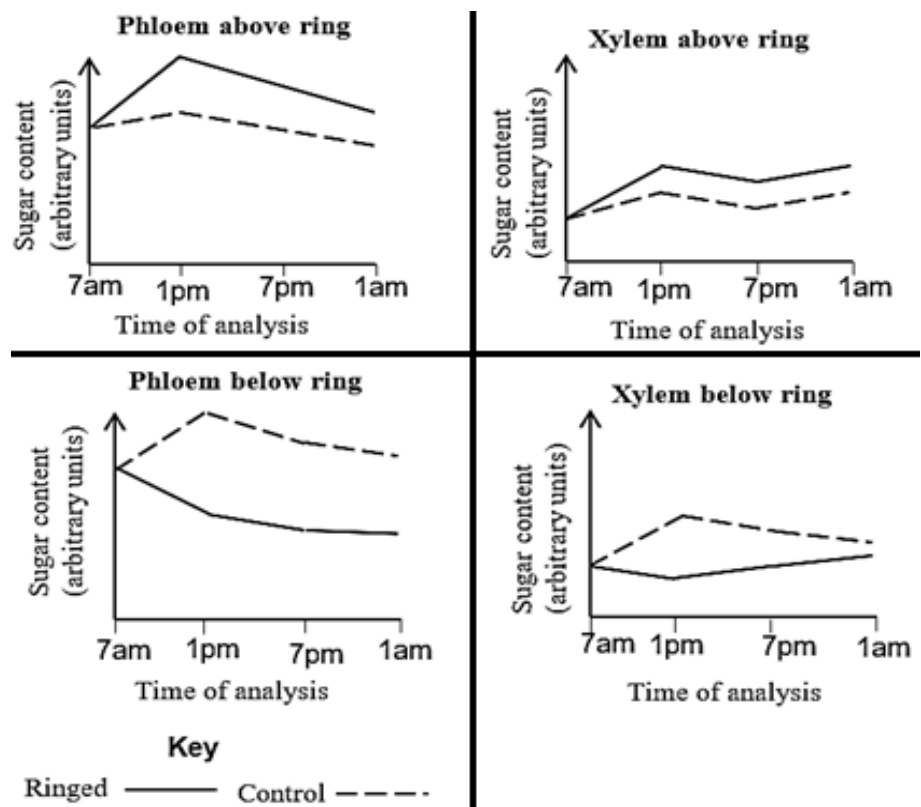 Phloem above ring
Sugar content
(arbitrary units)
7am 1pm 7pm 1am
Time of analysis
Xylem above ring
Sugar content
(arbitrary units)
7am 1pm 7pm 1am
Time of analysis
Phloem below ring
Sugar content
(arbitrary units)
7am 1pm 7pm 1am
Time of analysis
Xylem below ring
Sugar content
(arbitrary units)
7am 1pm 7pm 1am
Time of analysis
Key
Ringed Control